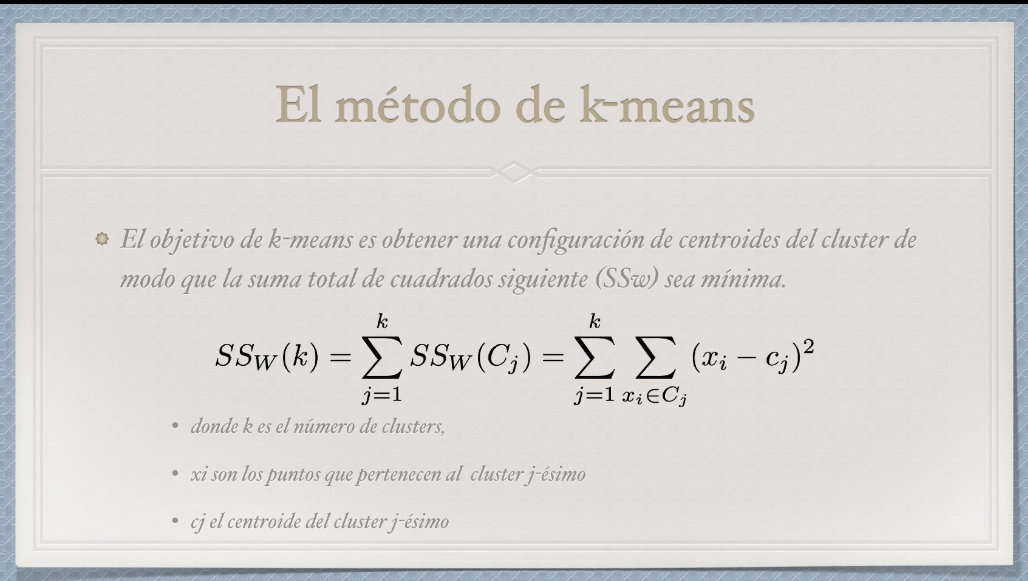 El método de k-means
El objetivo de k-means es obtener una configuración de centroides del cluster de
modo que la suma total de cuadrados siguiente (SSw) sea mínima.
$SS_W(k) = \sum_{j=1}^{k} SS_W(C_j) = \sum_{j=1}^{k} \sum_{x_i \in C_j} (x_i - c_j)^2$
• donde k es el número de clusters,
• xi son los puntos que pertenecen al cluster j-ésimo
• cj el centroide del cluster j-ésimo